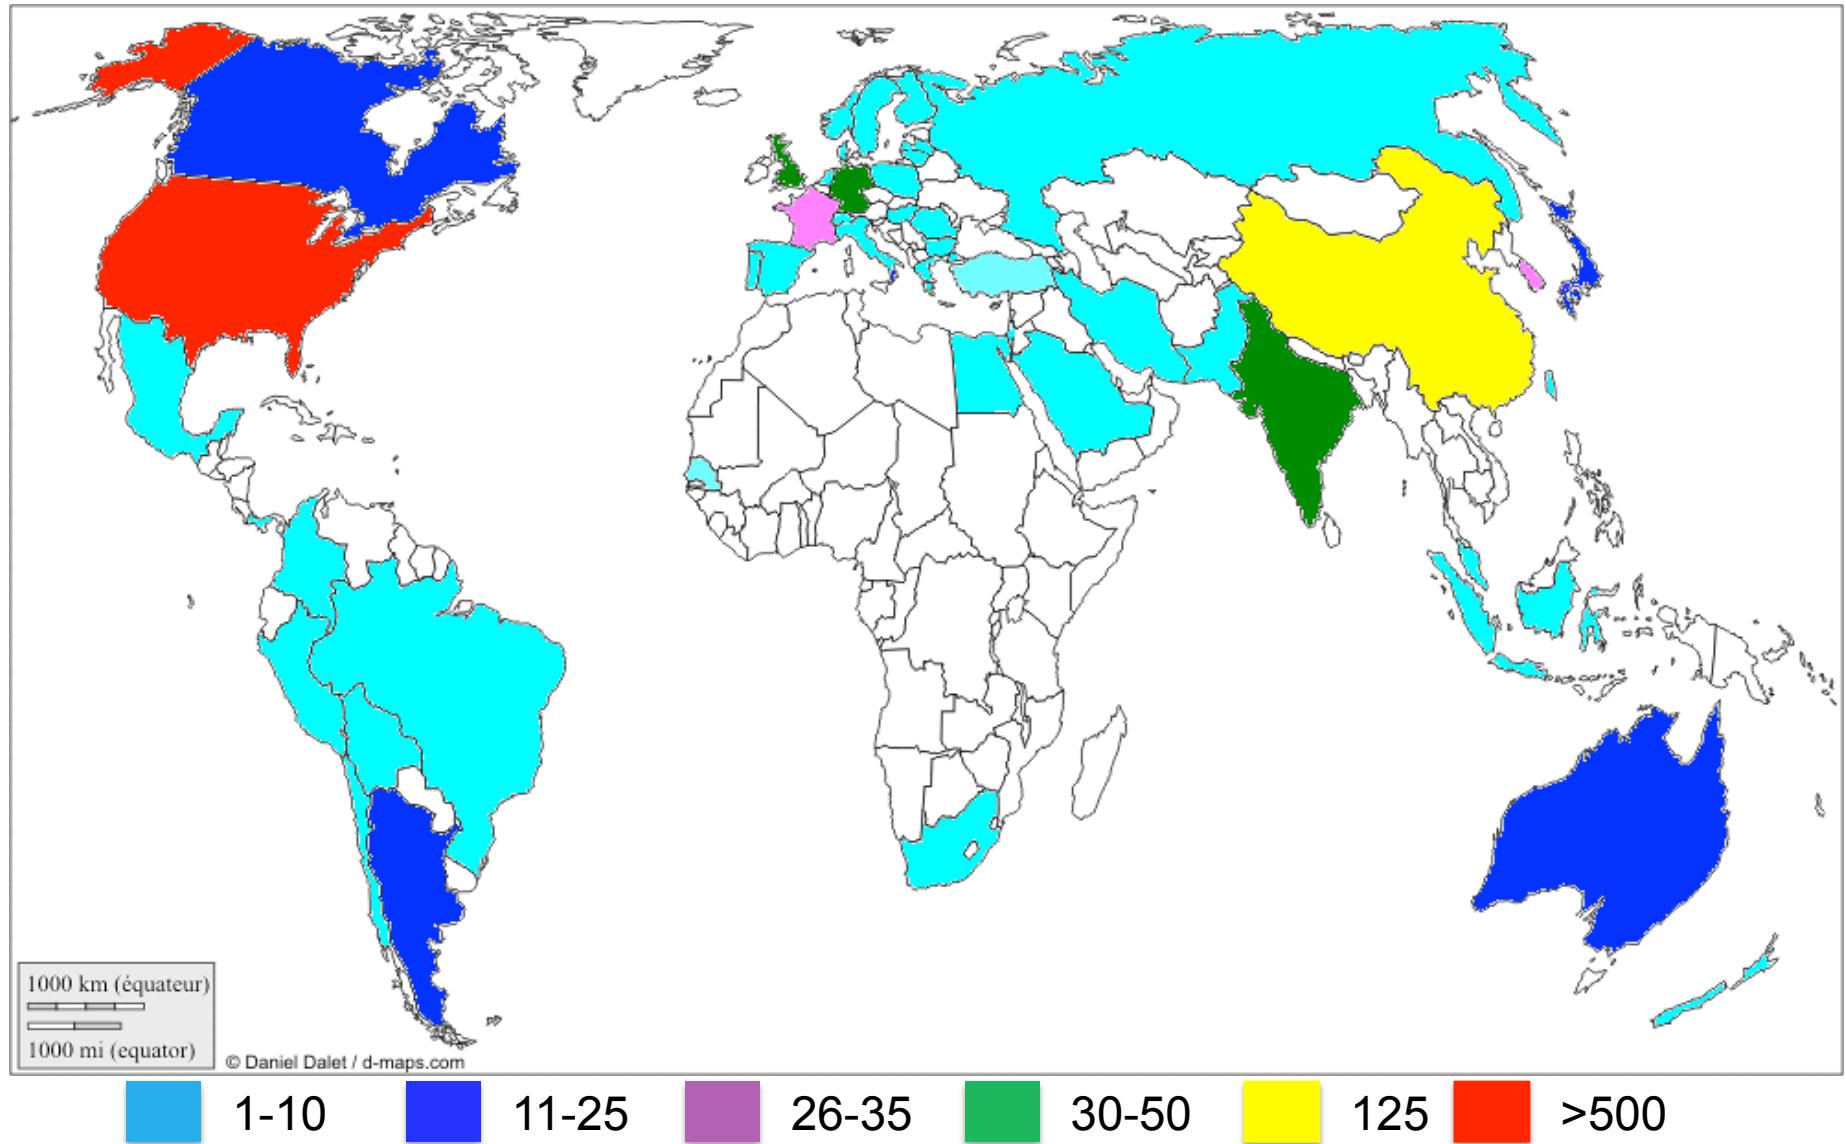 1000 km (équateur)
1000 mi (equator)
© Daniel Dalet / d-maps.com
1-10 11-25 26-35 30-50 125 >500